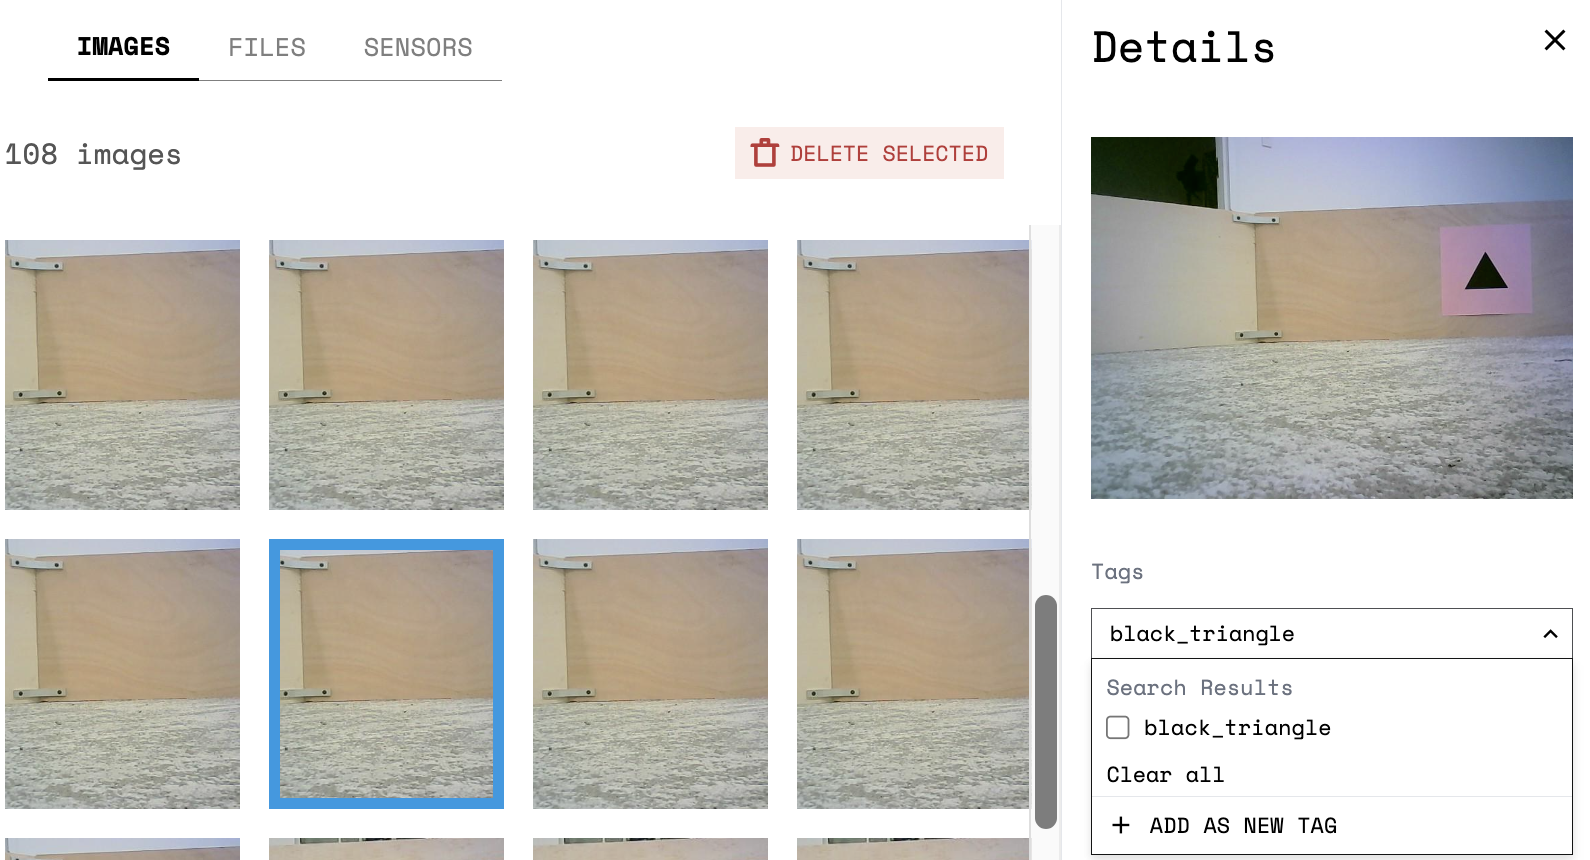 IMAGES FILES SENSORS
108 images
DELETE SELECTED
Details
Tags
black_triangle
Search Results
black_triangle
Clear all
+ ADD AS NEW TAG